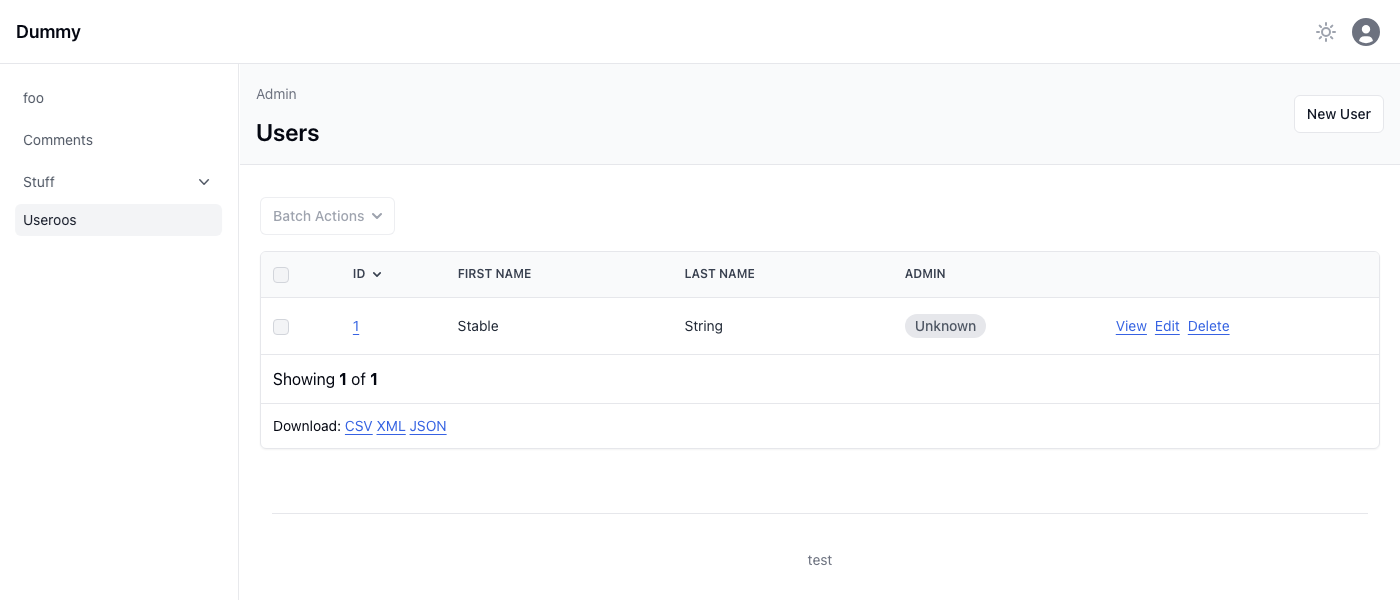 Dummy
foo
Comments
Stuff
Useroos
Admin
Users
New User
Batch Actions
ID FIRST NAME LAST NAME ADMIN
1 Stable String Unknown View Edit Delete
Showing 1 of 1
Download: CSV XML JSON
test